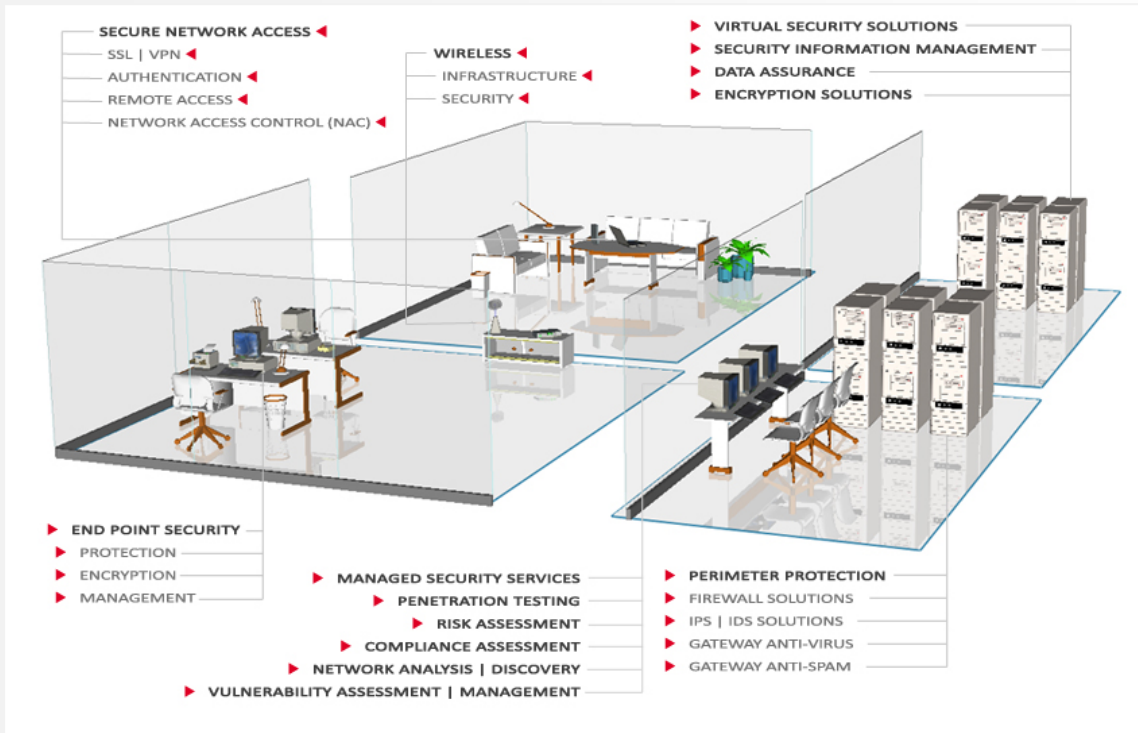 SECURE NETWORK ACCESS
SSL | VPN
AUTHENTICATION
REMOTE ACCESS
NETWORK ACCESS CONTROL (NAC)
WIRELESS
INFRASTRUCTURE
SECURITY
VIRTUAL SECURITY SOLUTIONS
SECURITY INFORMATION MANAGEMENT
DATA ASSURANCE
ENCRYPTION SOLUTIONS
END POINT SECURITY
PROTECTION
ENCRYPTION
MANAGEMENT
MANAGED SECURITY SERVICES
PENETRATION TESTING
RISK ASSESSMENT
COMPLIANCE ASSESSMENT
NETWORK ANALYSIS | DISCOVERY
VULNERABILITY ASSESSMENT | MANAGEMENT
PERIMETER PROTECTION
FIREWALL SOLUTIONS
IPS | IDS SOLUTIONS
GATEWAY ANTI-VIRUS
GATEWAY ANTI-SPAM